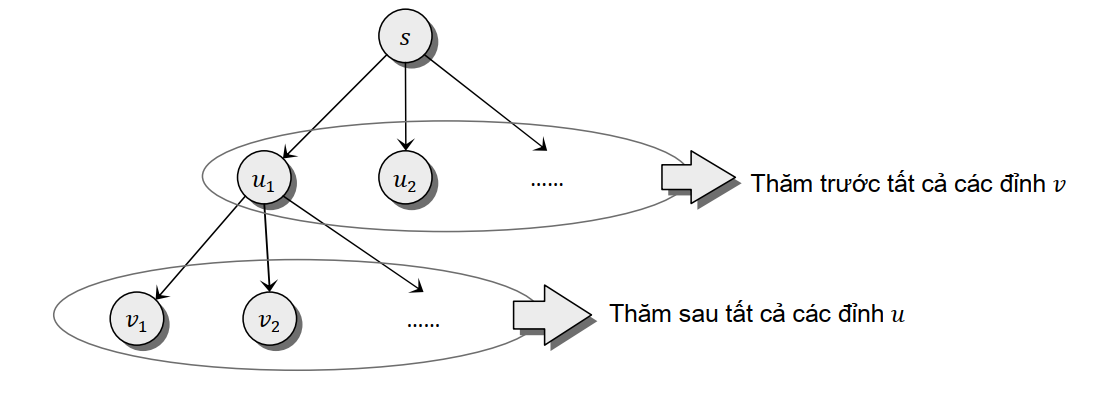 s
u₁ u₂ ...... Thăm trước tất cả các đỉnh v
v₁ v₂ ...... Thăm sau tất cả các đỉnh u